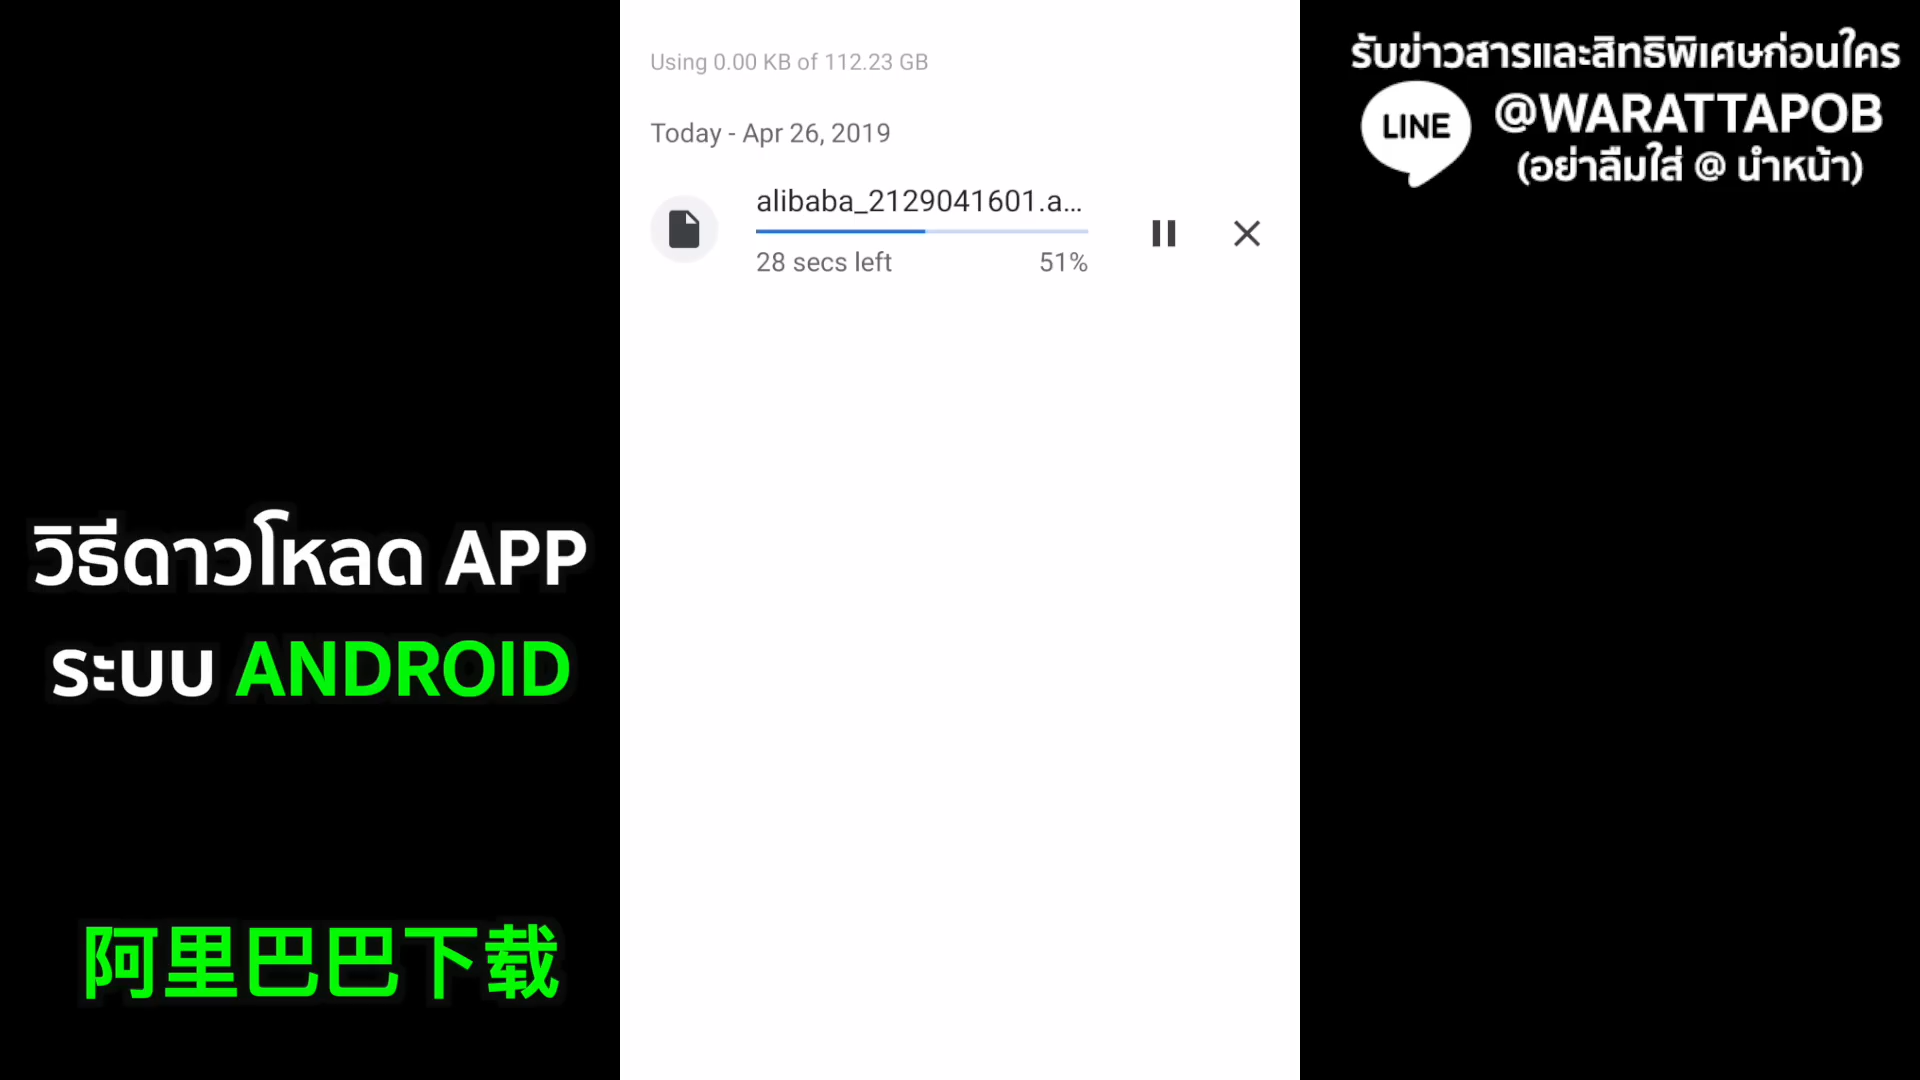 Using 0.00 KB of 112.23 GB
Today - Apr 26, 2019
alibaba_2129041601.a...
28 secs left
51%
รับข่าวสารและสิทธิพิเศษก่อนใคร
LINE
@WARATTAPOB
(อย่าลืมใส่ @ นำหน้า)
วิธีดาวโหลด APP
ระบบ ANDROID
阿里巴巴下载